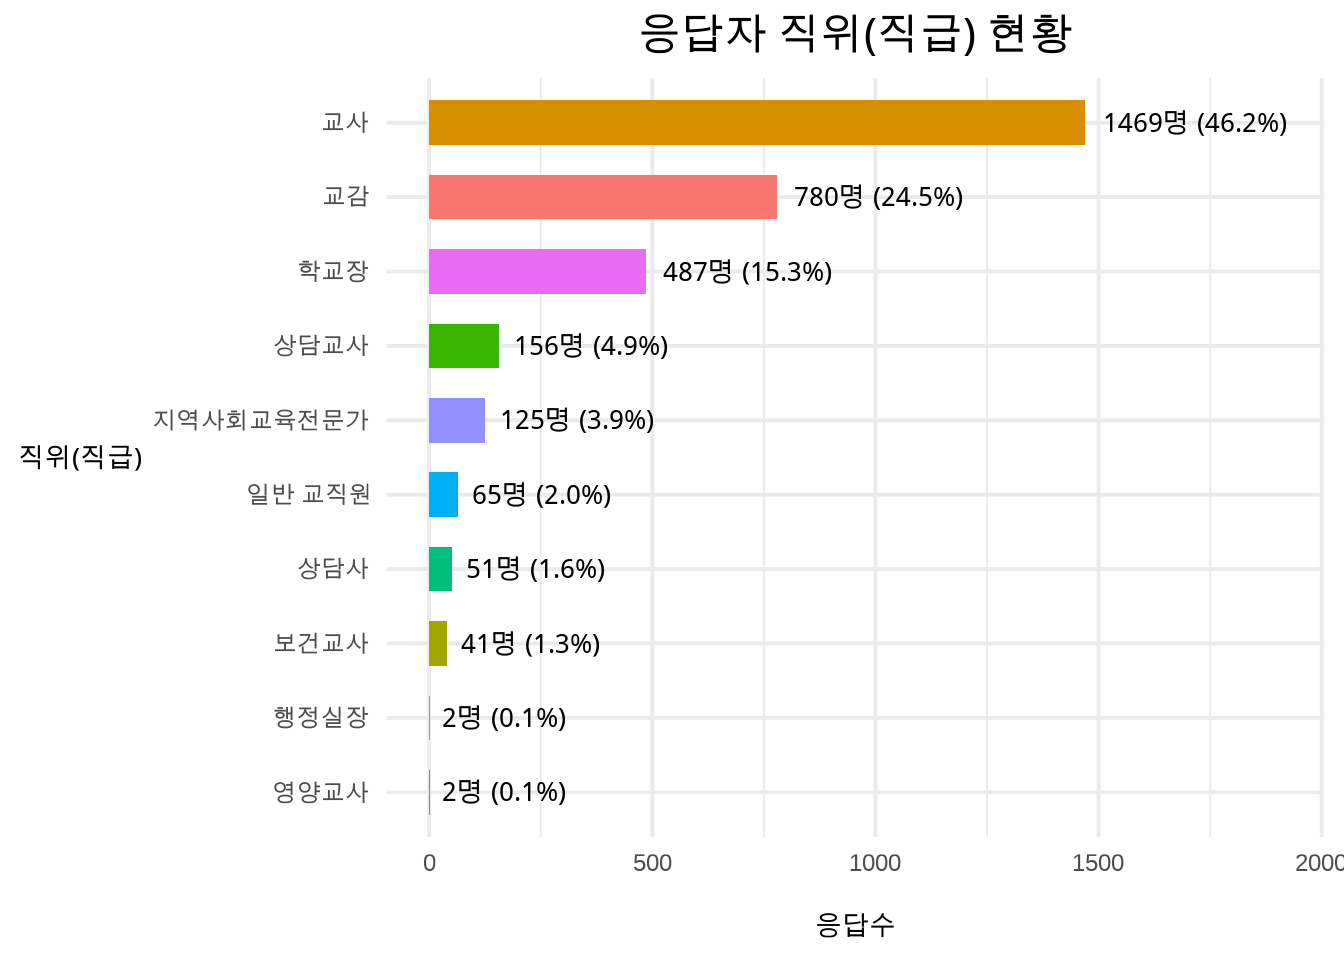 응답자 직위(직급) 현황
교사 1469명 (46.2%)
교감 780명 (24.5%)
학교장 487명 (15.3%)
상담교사 156명 (4.9%)
지역사회교육전문가 125명 (3.9%)
직위(직급)
일반 교직원 65명 (2.0%)
상담사 51명 (1.6%)
보건교사 41명 (1.3%)
행정실장 2명 (0.1%)
영양교사 2명 (0.1%)
0 500 1000 1500 2000
응답수